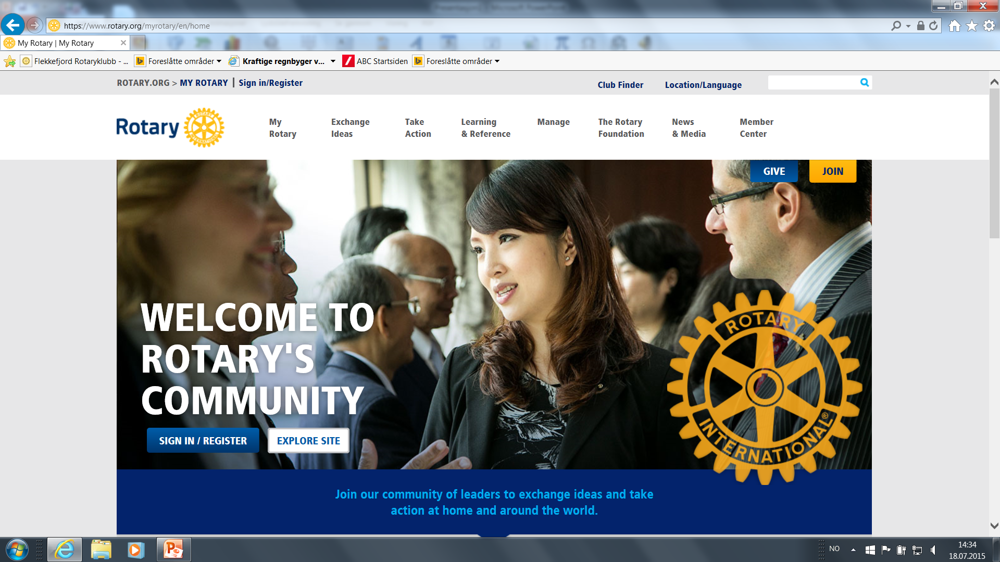 https://www.rotary.org/myrotary/en/home
My Rotary | My Rotary
Flekkefjord Rotaryklubb - ...
Foreslåtte områder
Kraftige regnbyger v...
ABC Startsiden
Foreslåtte områder
ROTARY.ORG > MY ROTARY | Sign in/Register
Club Finder
Location/Language
Rotary
ROTARY
INTERNATIONAL
My
Rotary
Exchange
Ideas
Take
Action
Learning
& Reference
Manage
The Rotary
Foundation
News
& Media
Member
Center
GIVE
JOIN
WELCOME TO
ROTARY'S
COMMUNITY
SIGN IN / REGISTER
EXPLORE SITE
ROTARY
INTERNATIONAL®
Join our community of leaders to exchange ideas and take
action at home and around the world.
NO
14:34
18.07.2015